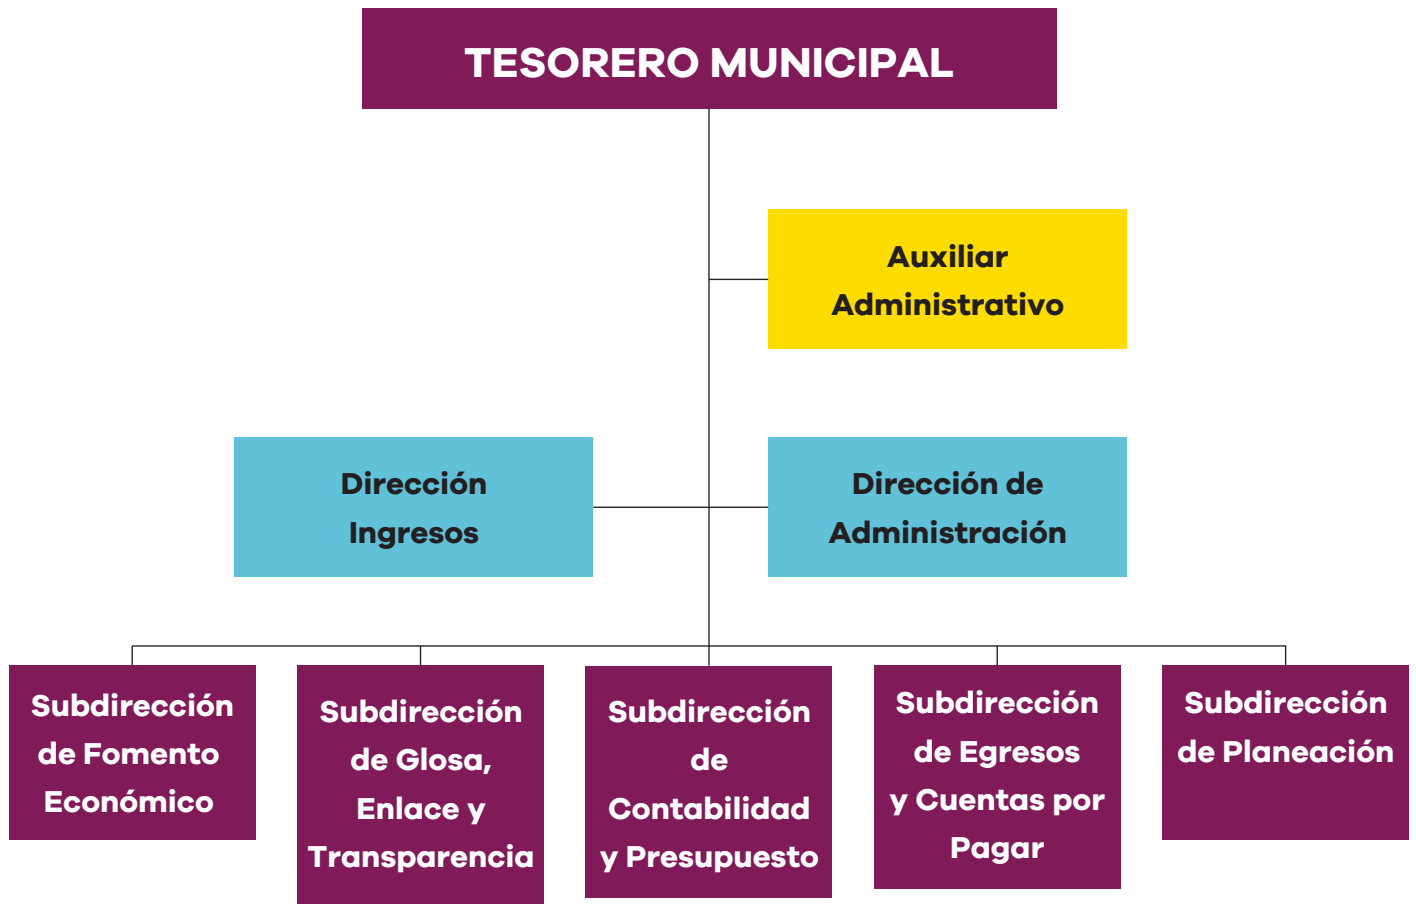 TESORERO MUNICIPAL
Auxiliar
Administrativo
Dirección
Ingresos
Dirección de
Administración
Subdirección
de Fomento
Económico
Subdirección
de Glosa,
Enlace y
Transparencia
Subdirección
de
Contabilidad
y Presupuesto
Subdirección
de Egresos
y Cuentas por
Pagar
Subdirección
de Planeación